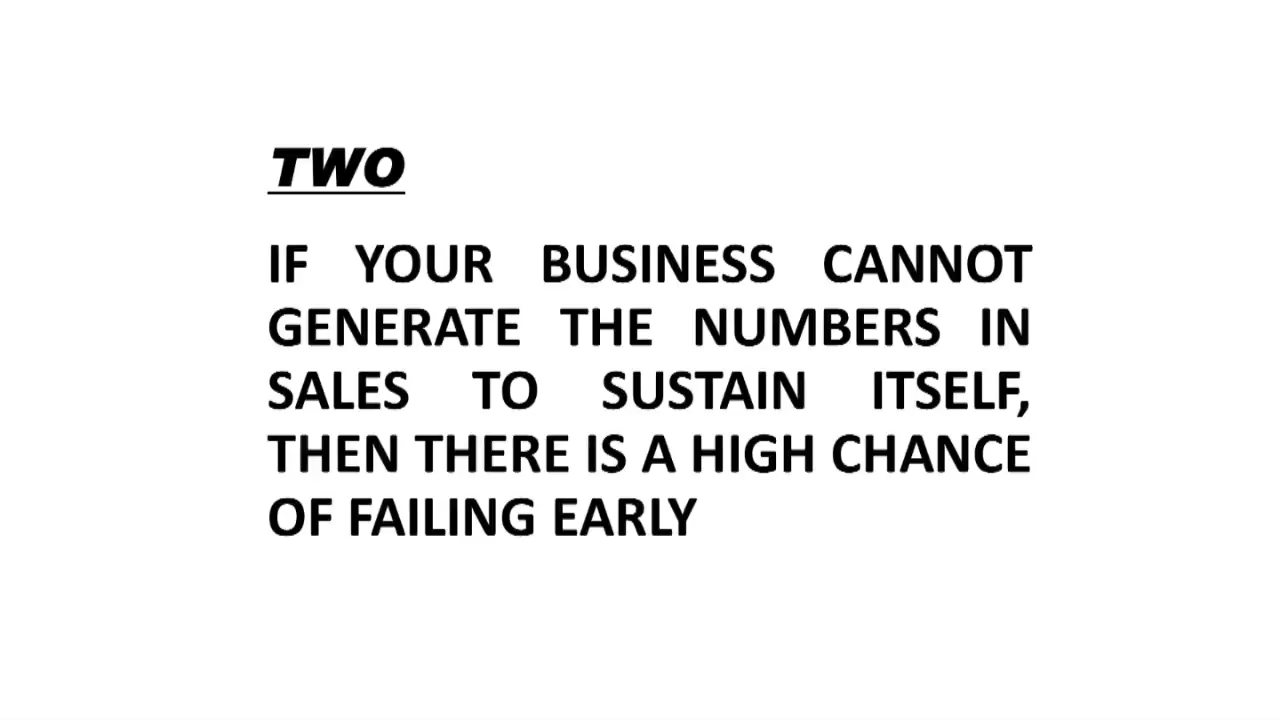 TWO
IF YOUR BUSINESS CANNOT
GENERATE THE NUMBERS IN
SALES TO SUSTAIN ITSELF,
THEN THERE IS A HIGH CHANCE
OF FAILING EARLY